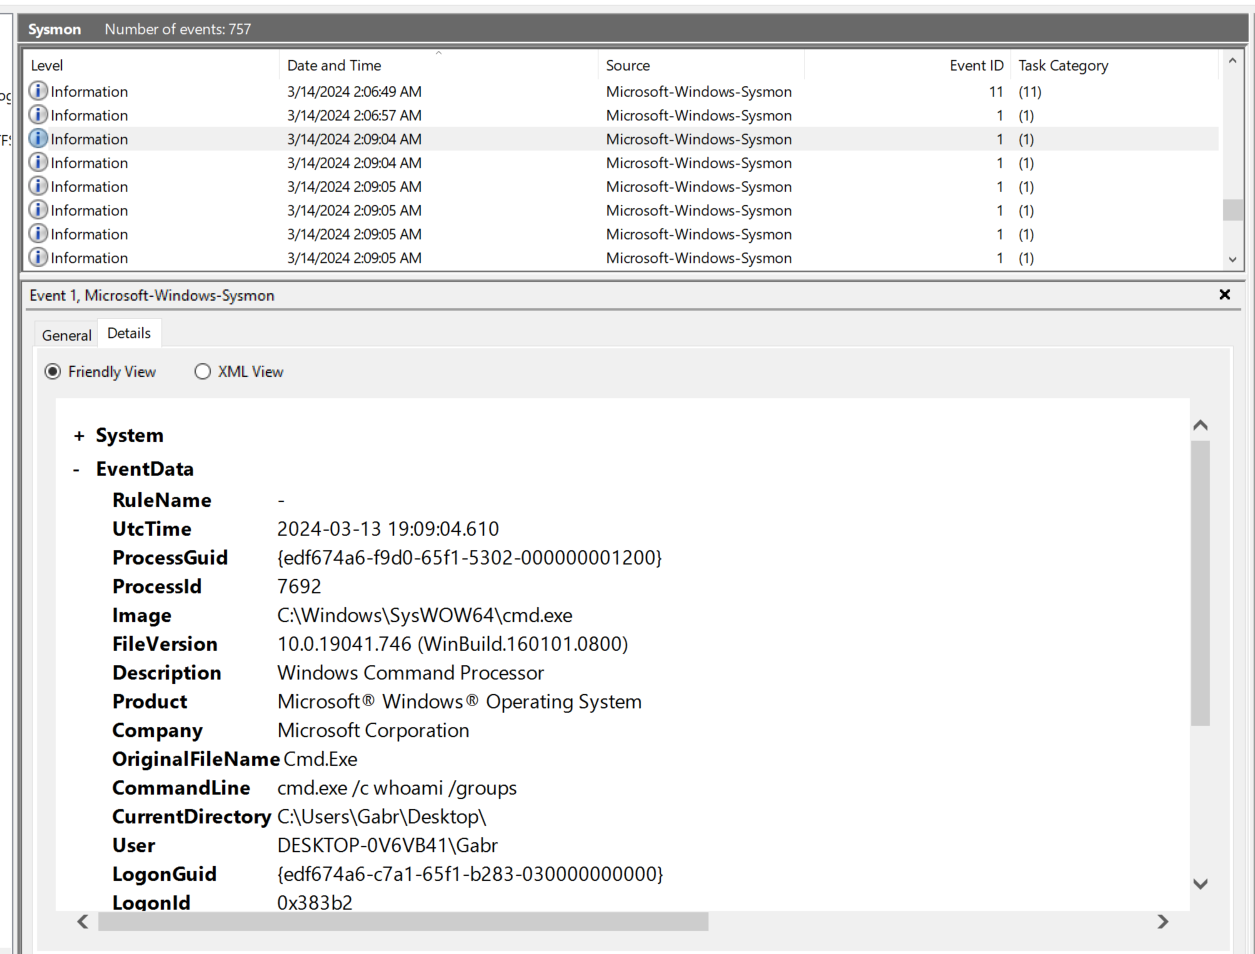 Sysmon Number of events: 757
Level Date and Time Source Event ID Task Category
Information 3/14/2024 2:06:49 AM Microsoft-Windows-Sysmon 11 (11)
Information 3/14/2024 2:06:57 AM Microsoft-Windows-Sysmon 1 (1)
Information 3/14/2024 2:09:04 AM Microsoft-Windows-Sysmon 1 (1)
Information 3/14/2024 2:09:04 AM Microsoft-Windows-Sysmon 1 (1)
Information 3/14/2024 2:09:05 AM Microsoft-Windows-Sysmon 1 (1)
Information 3/14/2024 2:09:05 AM Microsoft-Windows-Sysmon 1 (1)
Information 3/14/2024 2:09:05 AM Microsoft-Windows-Sysmon 1 (1)
Information 3/14/2024 2:09:05 AM Microsoft-Windows-Sysmon 1 (1)
Event 1, Microsoft-Windows-Sysmon
General Details
Friendly View XML View
+ System
- EventData
RuleName -
UtcTime 2024-03-13 19:09:04.610
ProcessGuid {edf674a6-f9d0-65f1-5302-000000001200}
ProcessId 7692
Image C:\Windows\SysWOW64\cmd.exe
FileVersion 10.0.19041.746 (WinBuild.160101.0800)
Description Windows Command Processor
Product Microsoft® Windows® Operating System
Company Microsoft Corporation
OriginalFileName Cmd.Exe
CommandLine cmd.exe /c whoami /groups
CurrentDirectory C:\Users\Gabr\Desktop\
User DESKTOP-0V6VB41\Gabr
LogonGuid {edf674a6-c7a1-65f1-b283-030000000000}
LogonId 0x383b2